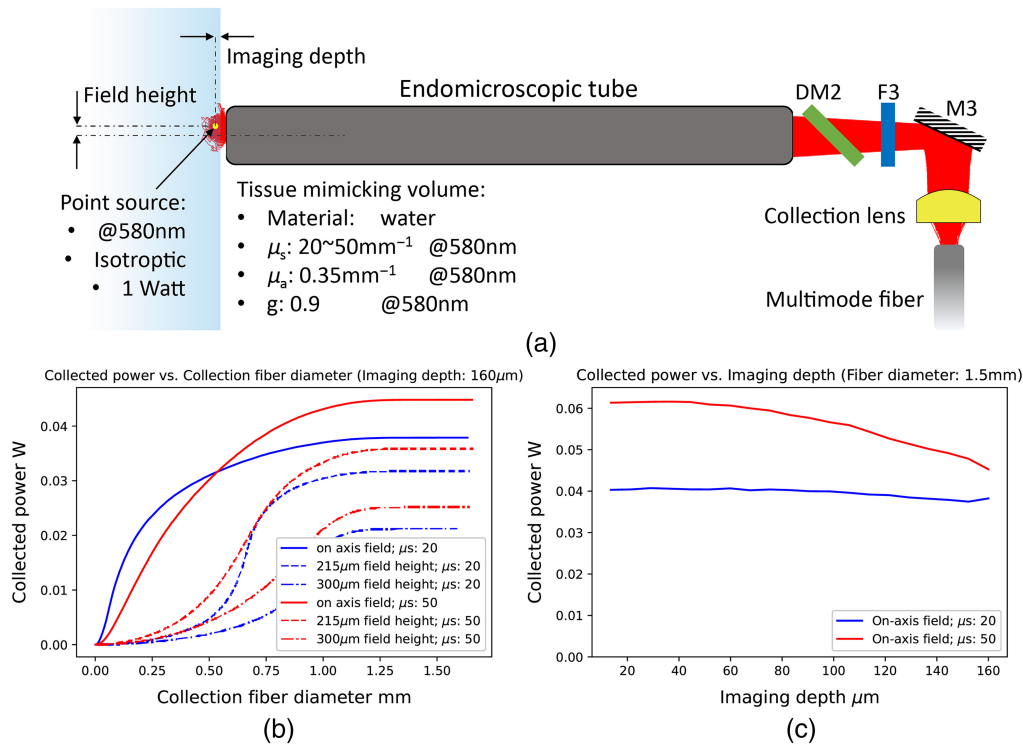 Imaging depth
Field height
Endomicroscopic tube
DM2
F3
M3
Point source:
• @580nm
• Isotroptic
• 1 Watt
Tissue mimicking volume:
• Material: water
• μs: 20~50mm⁻¹ @580nm
• μa: 0.35mm⁻¹ @580nm
• g: 0.9 @580nm
Collection lens
Multimode fiber
(a)
Collected power vs. Collection fiber diameter (Imaging depth: 160μm)
Collected power W
0.04
0.03
0.02
0.01
0.00
on axis field; μs: 20
215μm field height; μs: 20
300μm field height; μs: 20
on axis field; μs: 50
215μm field height; μs: 50
300μm field height; μs: 50
0.00 0.25 0.50 0.75 1.00 1.25 1.50
Collection fiber diameter mm
(b)
Collected power vs. Imaging depth (Fiber diameter: 1.5mm)
Collected power W
0.06
0.05
0.04
0.03
0.02
0.01
0.00
On-axis field; μs: 20
On-axis field; μs: 50
20 40 60 80 100 120 140 160
Imaging depth μm
(c)